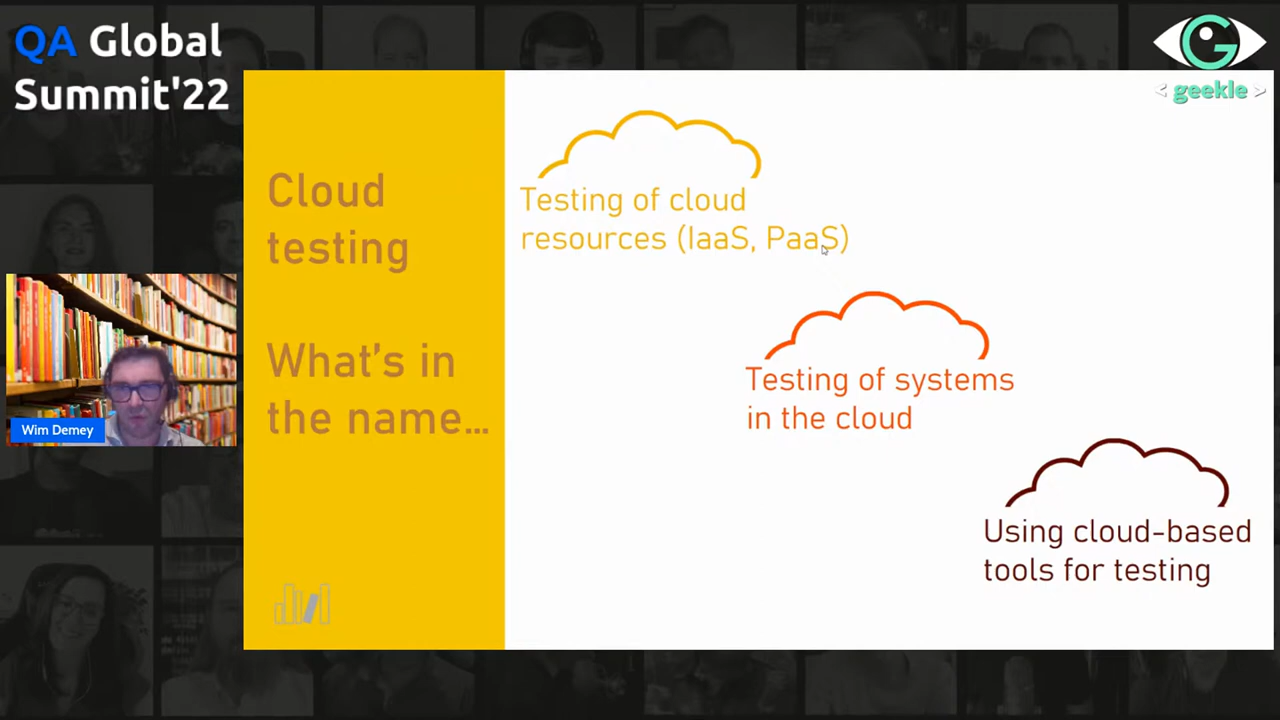 QA Global
Summit'22
< geekle >
Cloud
testing
What's in
the name...
Testing of cloud
resources (IaaS, PaaS)
Testing of systems
in the cloud
Using cloud-based
tools for testing
Wim Demey